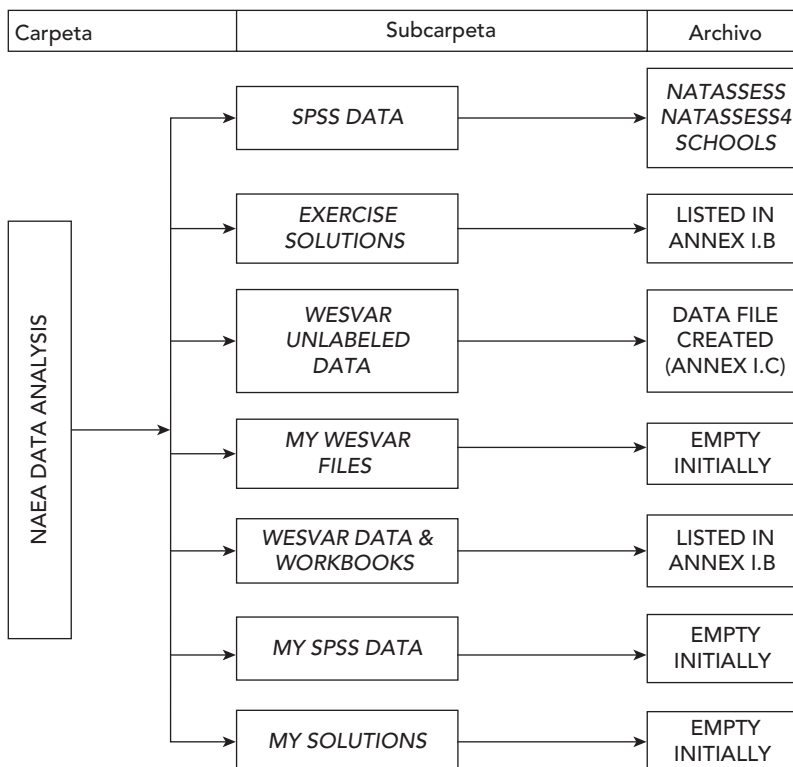 Carpeta
Subcarpeta
Archivo
NAEA DATA ANALYSIS
SPSS DATA
NATASSESS
NATASSESS4
SCHOOLS
EXERCISE
SOLUTIONS
LISTED IN
ANNEX I.B
WESVAR
UNLABELED
DATA
DATA FILE
CREATED
(ANNEX I.C)
MY WESVAR
FILES
EMPTY
INITIALLY
WESVAR DATA &
WORKBOOKS
LISTED IN
ANNEX I.B
MY SPSS DATA
EMPTY
INITIALLY
MY SOLUTIONS
EMPTY
INITIALLY